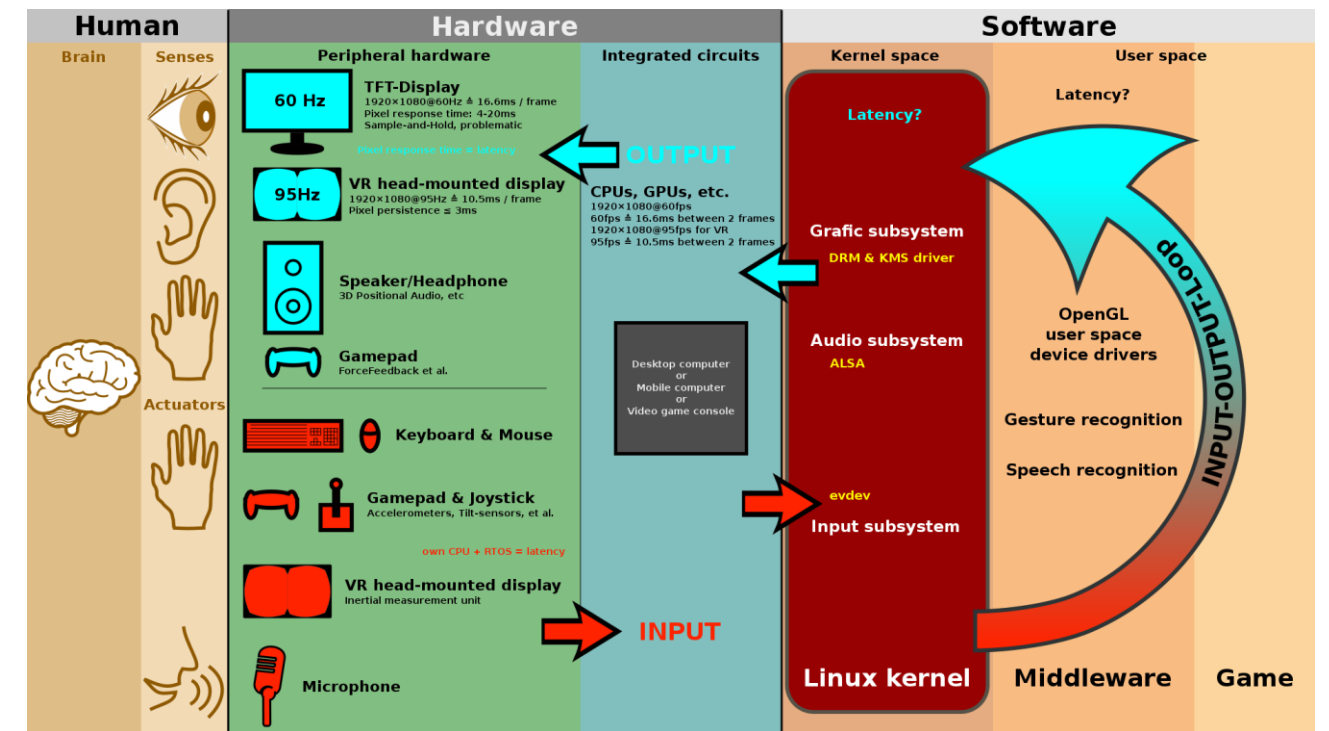 Human
Hardware
Software
Brain
Senses
Peripheral hardware
Integrated circuits
Kernel space
User space
60 Hz
TFT-Display
1920×1080@60Hz ≙ 16.6ms / frame
Pixel response time: 4-20ms
Sample-and-Hold, problematic
Pixel response time = latency
OUTPUT
Latency?
Latency?
95Hz
VR head-mounted display
1920×1080@95Hz ≙ 10.5ms / frame
Pixel persistence ≤ 3ms
CPUs, GPUs, etc.
1920×1080@60fps
60fps ≙ 16.6ms between 2 frames
1920×1080@95fps for VR
95fps ≙ 10.5ms between 2 frames
Grafic subsystem
DRM & KMS driver
INPUT-OUTPUT-Loop
Speaker/Headphone
3D Positional Audio, etc
OpenGL
user space
device drivers
Audio subsystem
ALSA
Gamepad
ForceFeedback et al.
Desktop computer
or
Mobile computer
or
Video game console
Actuators
Keyboard & Mouse
Gesture recognition
Speech recognition
Gamepad & Joystick
Accelerometers, Tilt-sensors, et al.
evdev
Input subsystem
own CPU + RTOS = latency
VR head-mounted display
Inertial measurement unit
INPUT
Microphone
Linux kernel
Middleware
Game